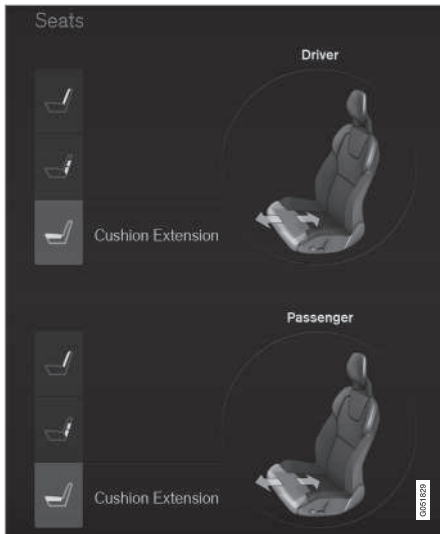 Seats
Driver
Cushion Extension
Passenger
Cushion Extension
G051829